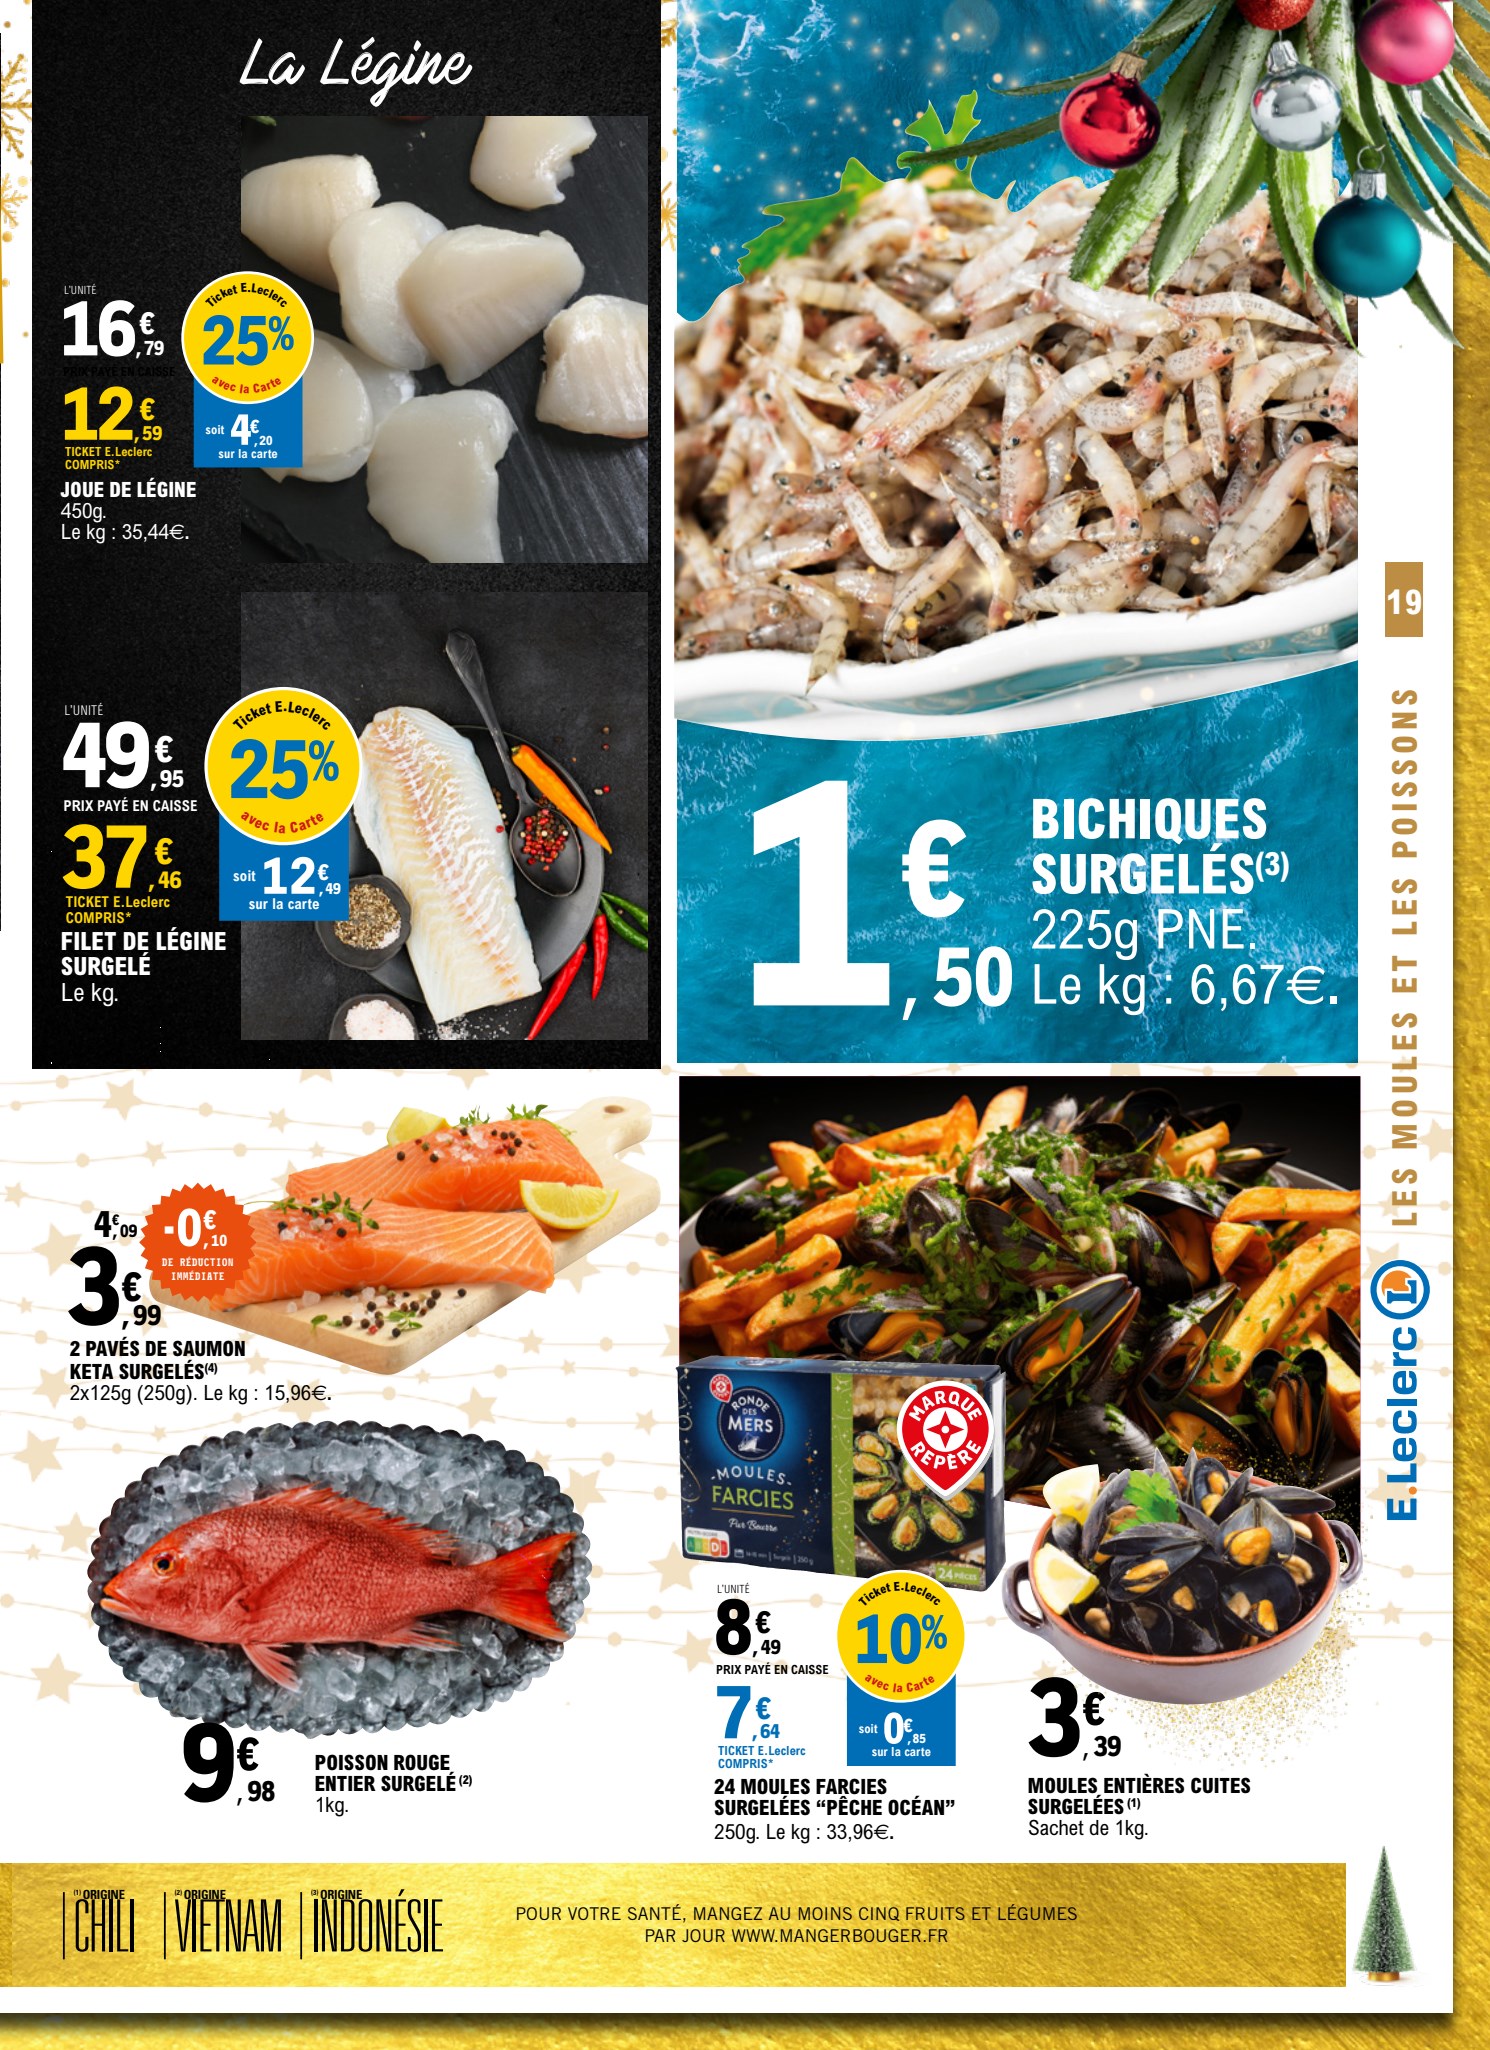 La Légine
L'UNITÉ
16€,79
PRIX PAYÉ EN CAISSE
12€,59
TICKET E.Leclerc
COMPRIS*
Ticket E.Leclerc
25%
avec la Carte
soit 4€,20
sur la carte
JOUE DE LÉGINE
450g.
Le kg : 35,44€.
L'UNITÉ
49€,95
PRIX PAYÉ EN CAISSE
37€,46
TICKET E.Leclerc
COMPRIS*
Ticket E.Leclerc
25%
avec la Carte
soit 12€,49
sur la carte
FILET DE LÉGINE
SURGELÉ
Le kg.
1€,50
BICHIQUES
SURGELÉS(3)
225g PNE.
Le kg : 6,67€.
19
LES MOULES ET LES POISSONS
E.Leclerc L
4€,09
-0€,10
DE RÉDUCTION
IMMÉDIATE
3€,99
2 PAVÉS DE SAUMON
KETA SURGELÉS(4)
2x125g (250g). Le kg : 15,96€.
9€,98
POISSON ROUGE
ENTIER SURGELÉ (2)
1kg.
RONDE
DES
MERS
MOULES
FARCIES
Pur Beurre
24 PIÈCES
MARQUE
REPÈRE
L'UNITÉ
8€,49
PRIX PAYÉ EN CAISSE
7€,64
TICKET E.Leclerc
COMPRIS*
Ticket E.Leclerc
10%
avec la Carte
soit 0€,85
sur la carte
24 MOULES FARCIES
SURGELÉES “PÊCHE OCÉAN”
250g. Le kg : 33,96€.
3€,39
MOULES ENTIÈRES CUITES
SURGELÉES (1)
Sachet de 1kg.
(1) ORIGINE
CHILI
(2) ORIGINE
VIETNAM
(3) ORIGINE
INDONÉSIE
POUR VOTRE SANTÉ, MANGEZ AU MOINS CINQ FRUITS ET LÉGUMES
PAR JOUR WWW.MANGERBOUGER.FR